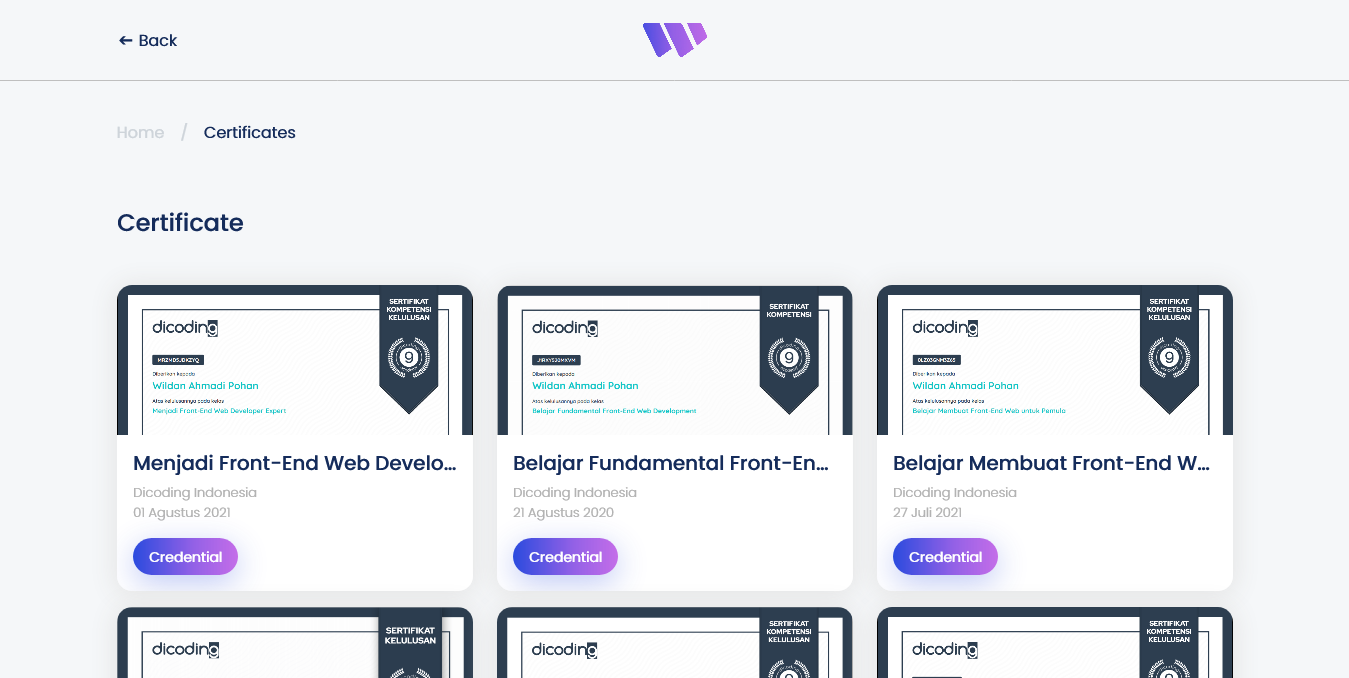 ← Back
Home / Certificates
Certificate
SERTIFIKAT
KOMPETENSI
KELULUSAN
dicoding
MRZMD5JDKZYQ
Diberikan kepada
Wildan Ahmadi Pohan
Atas kelulusannya pada kelas
Menjadi Front-End Web Developer Expert
9
Menjadi Front-End Web Develo...
Dicoding Indonesia
01 Agustus 2021
Credential
SERTIFIKAT
KOMPETENSI
dicoding
Diberikan kepada
Wildan Ahmadi Pohan
Atas kelulusannya pada kelas
Belajar Fundamental Front-End Web Development
9
Belajar Fundamental Front-En...
Dicoding Indonesia
21 Agustus 2020
Credential
SERTIFIKAT
KOMPETENSI
KELULUSAN
dicoding
Diberikan kepada
Wildan Ahmadi Pohan
Atas kelulusannya pada kelas
Belajar Membuat Front-End Web untuk Pemula
9
Belajar Membuat Front-End W...
Dicoding Indonesia
27 Juli 2021
Credential
SERTIFIKAT
KELULUSAN
dicoding
SERTIFIKAT
KOMPETENSI
KELULUSAN
dicoding
SERTIFIKAT
KOMPETENSI
KELULUSAN
dicoding